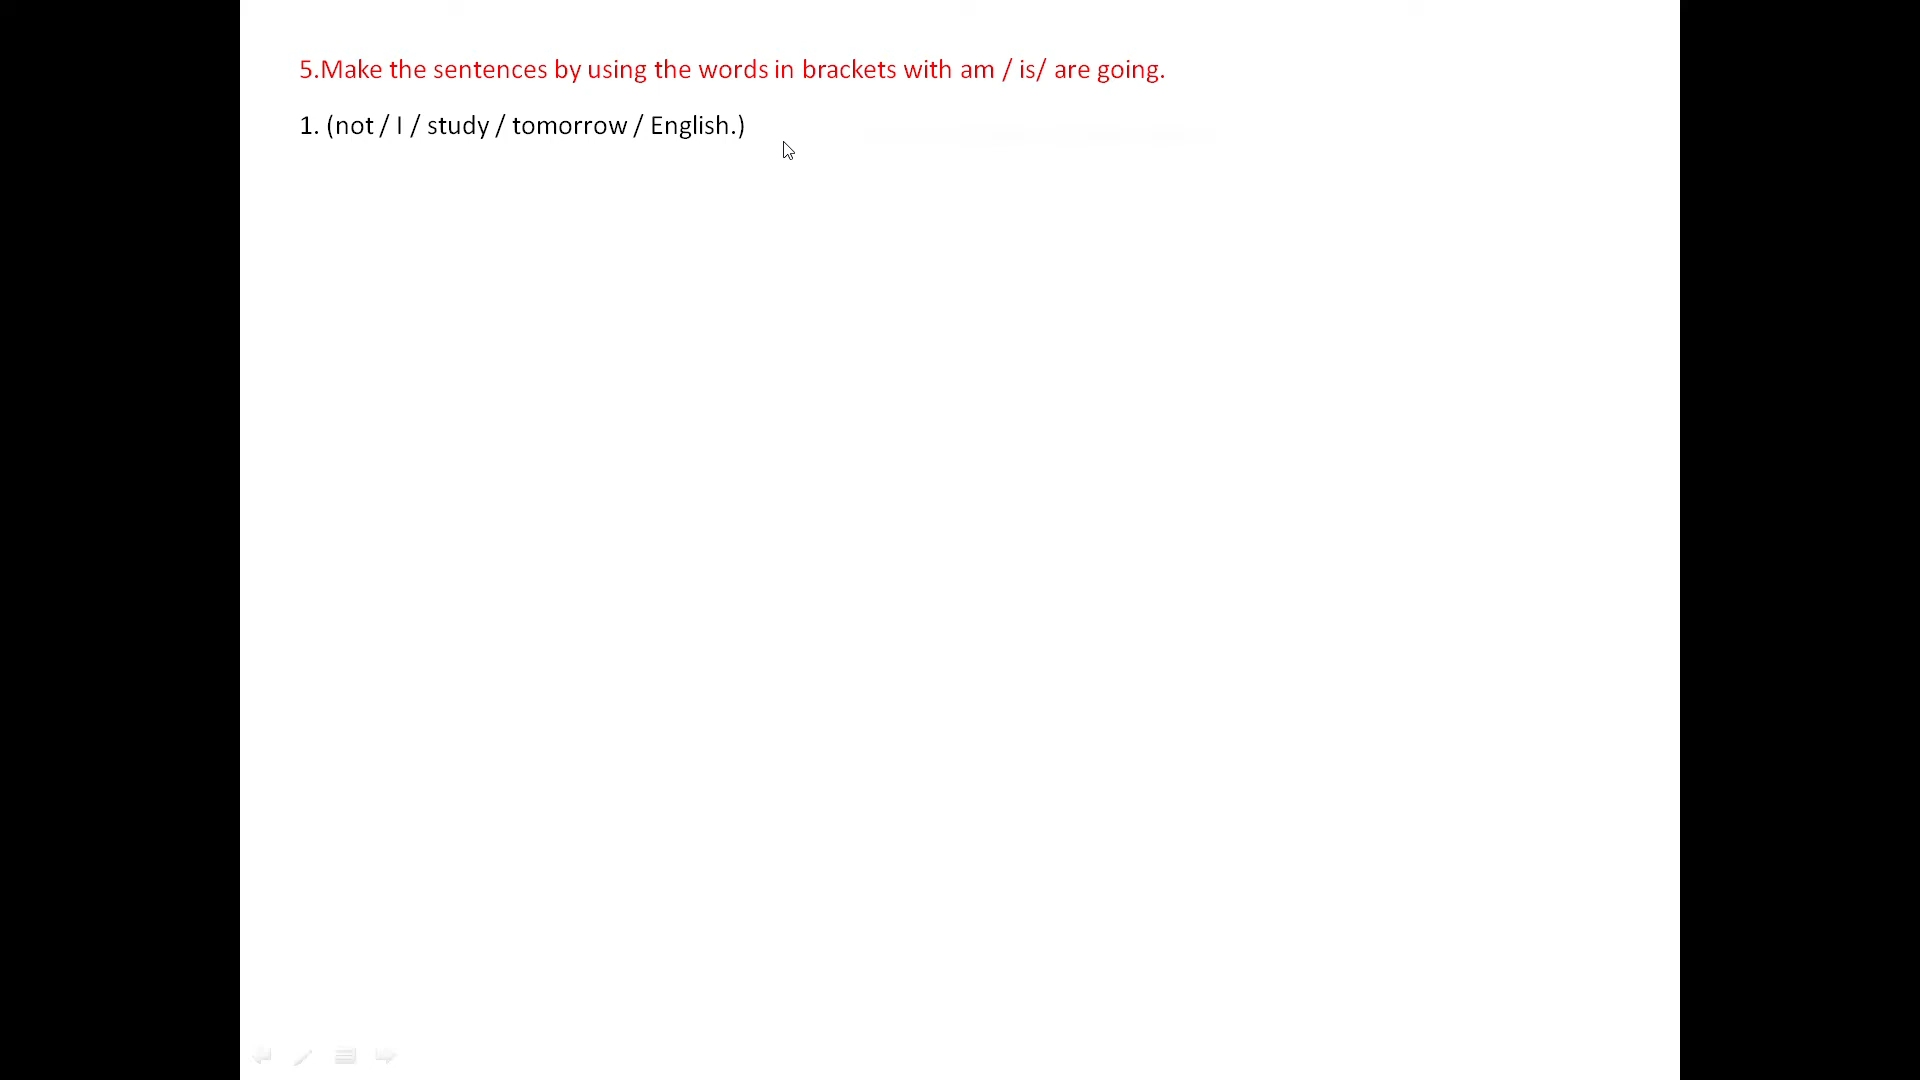 5.Make the sentences by using the words in brackets with am / is/ are going.
1. (not / I / study / tomorrow / English.)